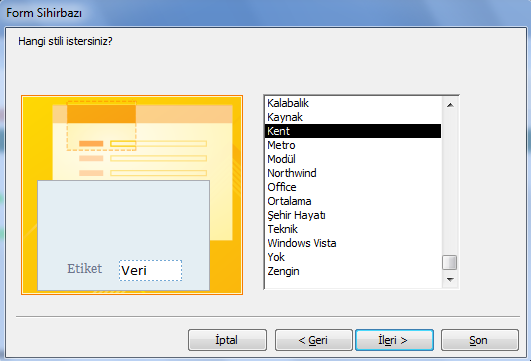 Form Sihirbazı
Hangi stili istersiniz?
Etiket Veri
Kalabalık
Kaynak
Kent
Metro
Modül
Northwind
Office
Ortalama
Şehir Hayatı
Teknik
Windows Vista
Yok
Zengin
İptal
< Geri
İleri >
Son